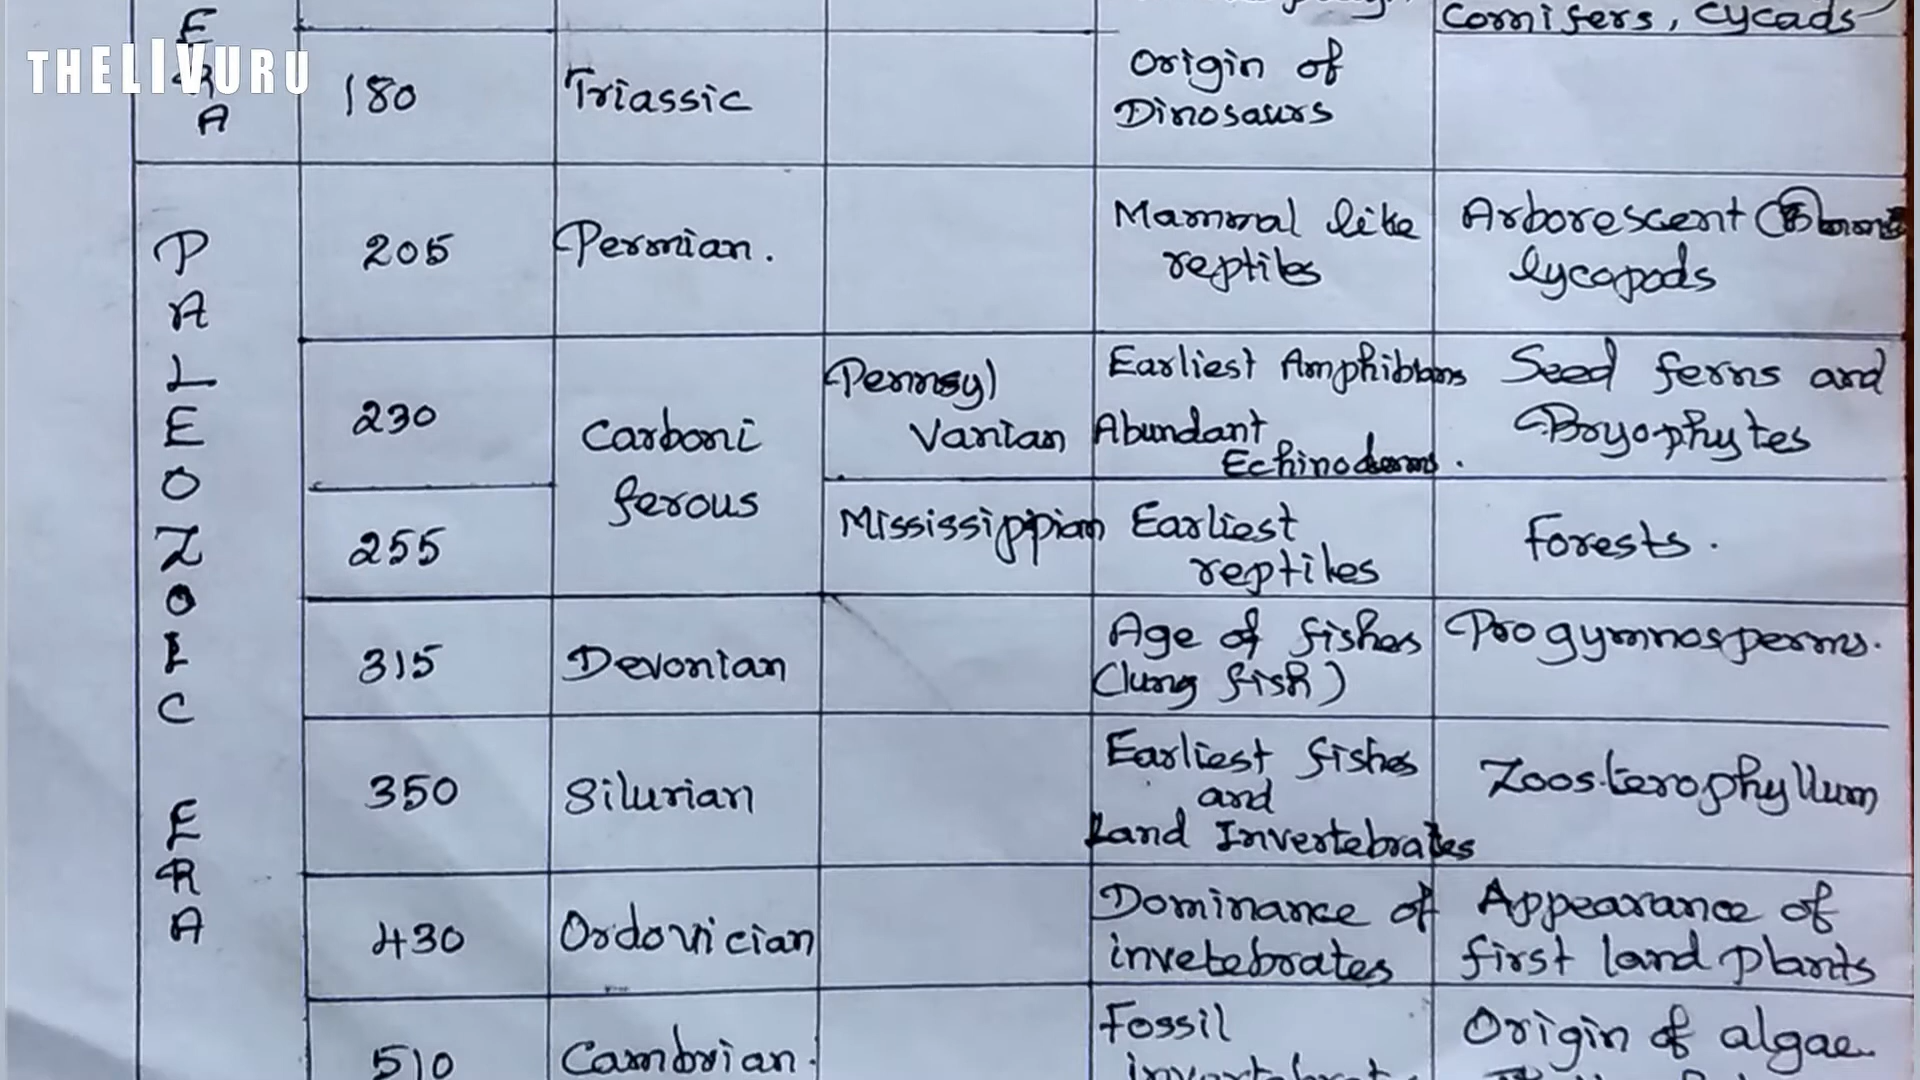 THELIVURU
E
R
A
Conifers, Cycads
180
Triassic
Origin of
Dinosaurs
PALEOZOIC ERA
205
Permian.
Mammal like
reptiles
Arborescent
lycopods
230
Carboni
ferous
Pennsyl
Vanian
Earliest Amphibians
Abundant
Echinoderms.
Seed ferns and
Bryophytes
255
Mississippian
Earliest
reptiles
Forests.
315
Devonian
Age of fishes
(lung fish)
Progymnosperms.
350
Silurian
Earliest fishes
and
Land Invertebrates
Zoosterophyllum
430
Ordovician
Dominance of
invetebrates
Appearance of
first land plants
510
Cambrian.
Fossil
Origin of algae